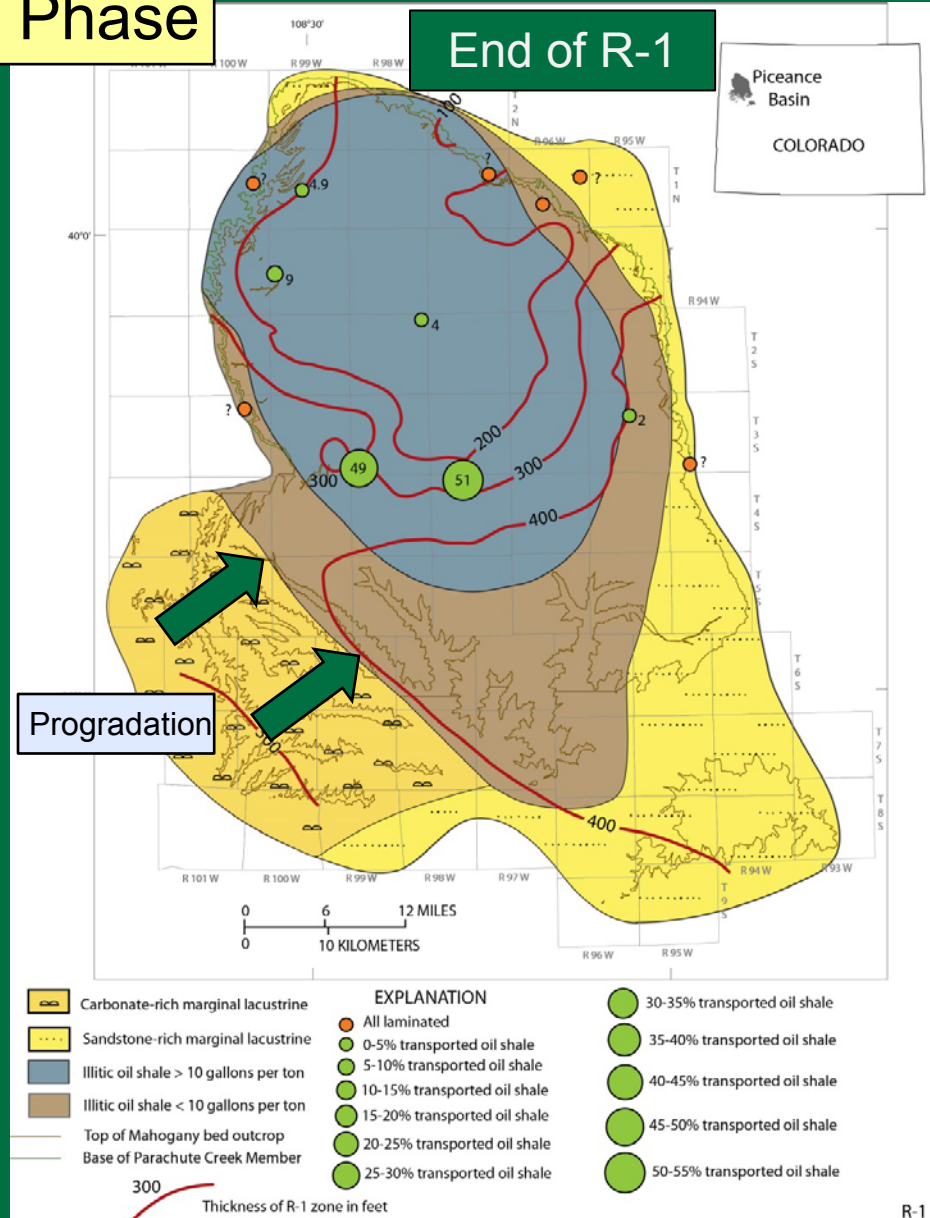 Phase
End of R-1
108°30'
R 100 W
R 99 W
R 98 W
T
2
N
R 96 W
R 95 W
T
1
N
Piceance
Basin
COLORADO
100
?
?
?
4.9
40°0'
9
4
R 94 W
T
2
S
2
T
3
S
?
200
300
300
49
51
?
400
T
4
S
T
5
S
T
6
S
Progradation
T
7
S
T
8
S
400
R 101 W
R 100 W
R 99 W
R 98 W
R 97 W
R 94 W
R 93 W
T
9
S
0 6 12 MILES
0 10 KILOMETERS
R 96 W
R 95 W
EXPLANATION
Carbonate-rich marginal lacustrine
Sandstone-rich marginal lacustrine
Illitic oil shale > 10 gallons per ton
Illitic oil shale < 10 gallons per ton
Top of Mahogany bed outcrop
Base of Parachute Creek Member
300
Thickness of R-1 zone in feet
All laminated
0-5% transported oil shale
5-10% transported oil shale
10-15% transported oil shale
15-20% transported oil shale
20-25% transported oil shale
25-30% transported oil shale
30-35% transported oil shale
35-40% transported oil shale
40-45% transported oil shale
45-50% transported oil shale
50-55% transported oil shale
R-1